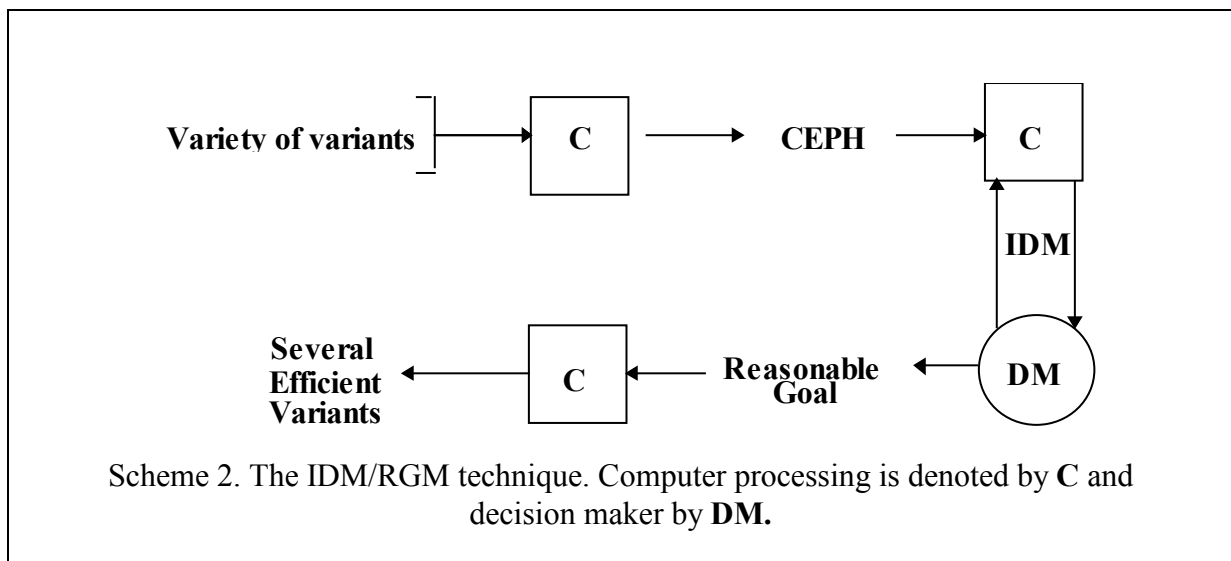 Variety of variants
C
CEPH
C
IDM
DM
Reasonable
Goal
C
Several
Efficient
Variants
Scheme 2. The IDM/RGM technique. Computer processing is denoted by C and
decision maker by DM.